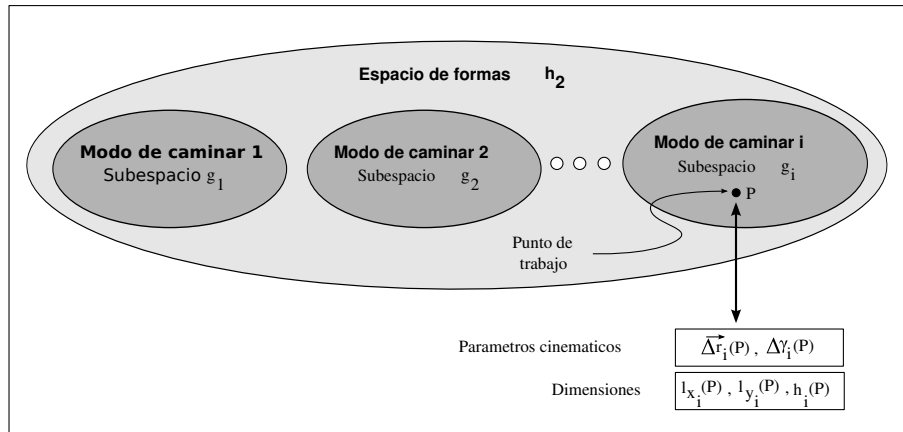 Espacio de formas h2
Modo de caminar 1
Subespacio g1
Modo de caminar 2
Subespacio g2
Modo de caminar i
Subespacio gi
P
Punto de
trabajo
Parametros cinematicos
Δr⃗i(P) , Δγi(P)
Dimensiones
lxi(P) , lyi(P) , hi(P)